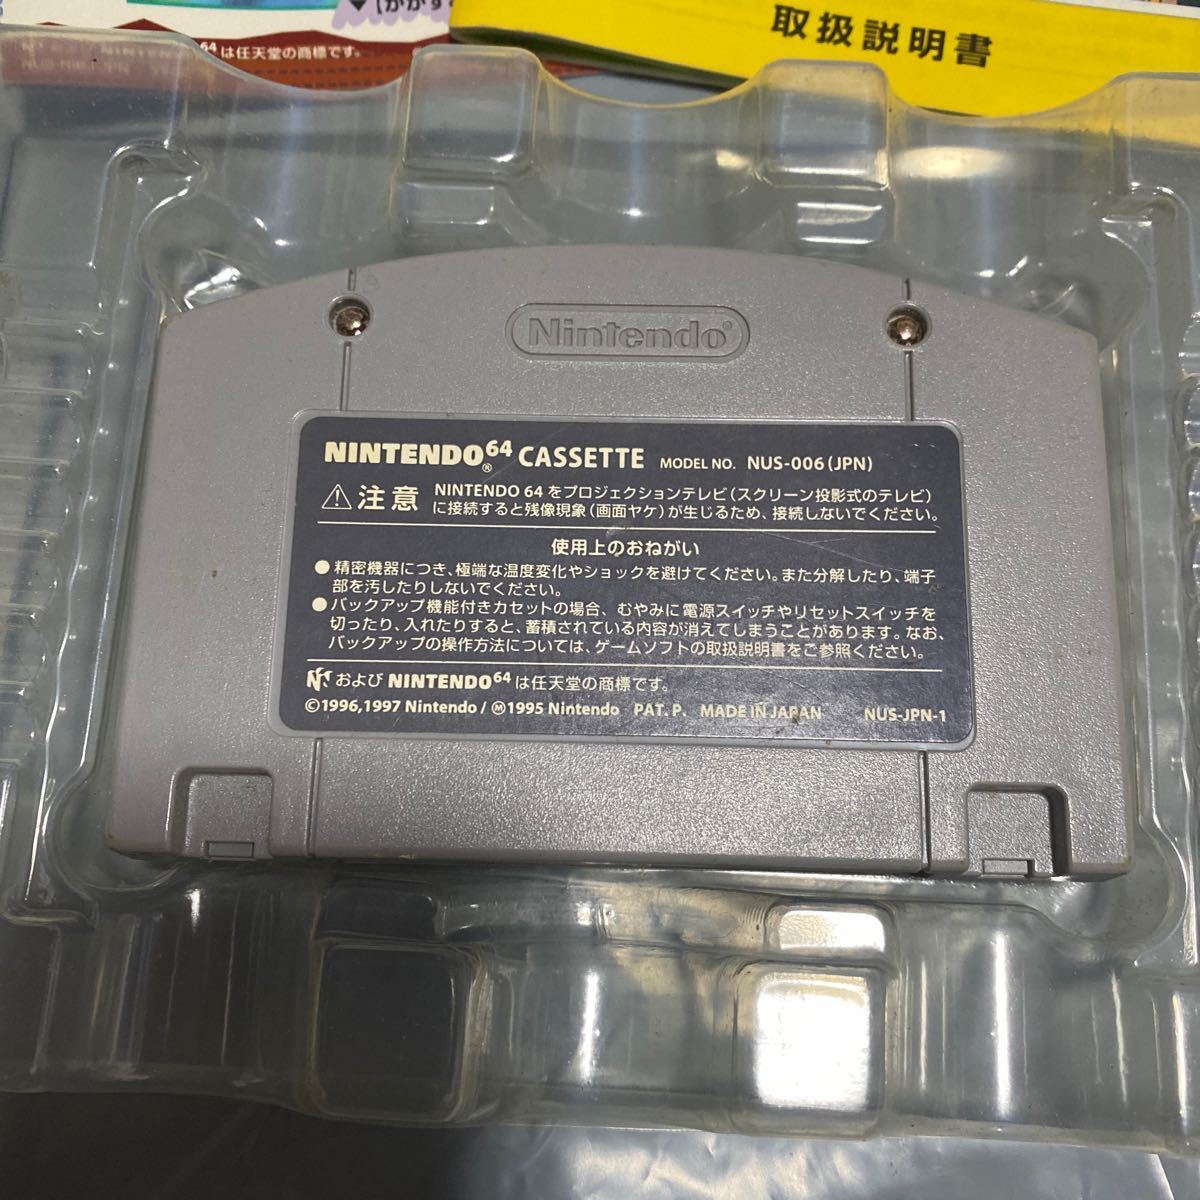 64は任天堂の商標です。
取扱説明書
Nintendo®
NINTENDO64® CASSETTE MODEL NO. NUS-006(JPN)
⚠注意 NINTENDO 64をプロジェクションテレビ(スクリーン投影式のテレビ)
に接続すると残像現象(画面ヤケ)が生じるため、接続しないでください。
使用上のおねがい
●精密機器につき、極端な温度変化やショックを避けてください。また分解したり、端子
部を汚したりしないでください。
●バックアップ機能付きカセットの場合、むやみに電源スイッチやリセットスイッチを
切ったり、入れたりすると、蓄積されている内容が消えてしまうことがあります。なお、
バックアップの操作方法については、ゲームソフトの取扱説明書をご参照ください。
および NINTENDO64 は任天堂の商標です。
©1996,1997 Nintendo / Ⓜ1995 Nintendo PAT. P. MADE IN JAPAN NUS-JPN-1